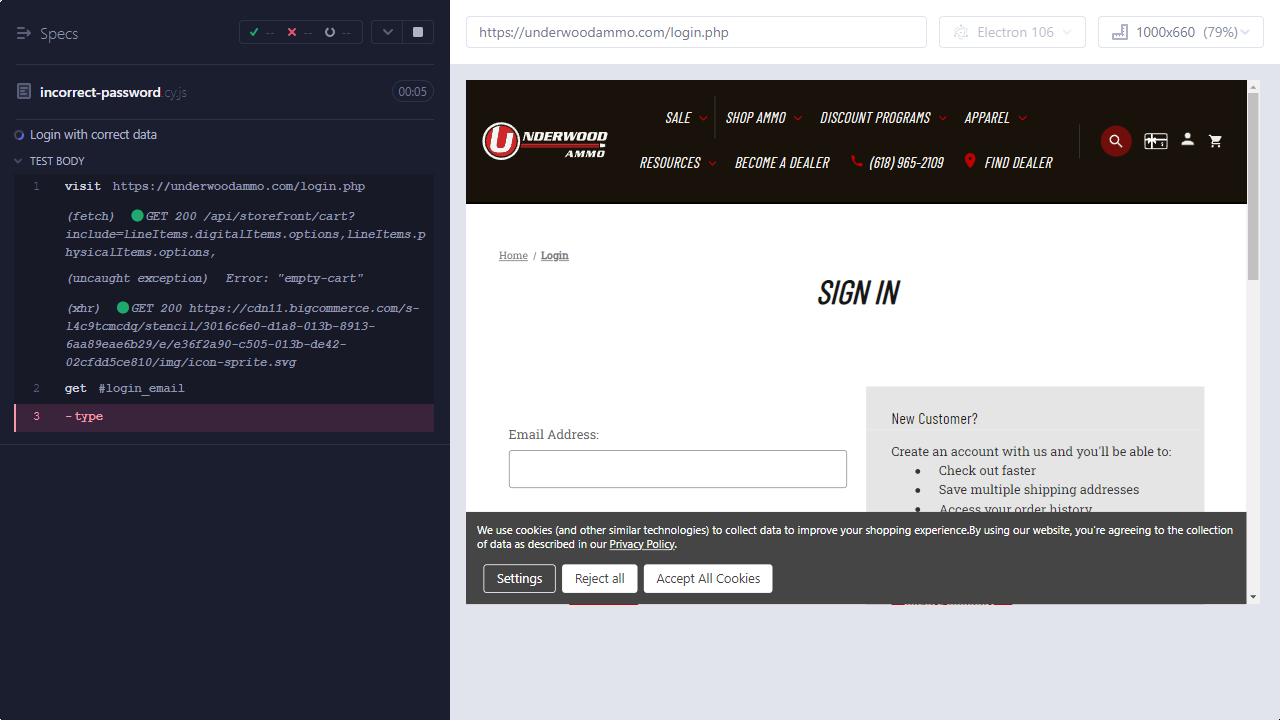 Specs
-- -- --
https://underwoodammo.com/login.php
Electron 106
1000x660 (79%)
incorrect-password.cy.js
00:05
Login with correct data
TEST BODY
1 visit https://underwoodammo.com/login.php
(fetch) GET 200 /api/storefront/cart?
include=lineItems.digitalItems.options,lineItems.p
hysicalItems.options,
(uncaught exception) Error: "empty-cart"
(xhr) GET 200 https://cdn11.bigcommerce.com/s-
l4c9tcmcdq/stencil/3016c6e0-d1a8-013b-8913-
6aa89eae6b29/e/e36f2a90-c505-013b-de42-
02cfdd5ce810/img/icon-sprite.svg
2 get #login_email
3 -type
UNDERWOOD
AMMO
SALE SHOP AMMO DISCOUNT PROGRAMS APPAREL
RESOURCES BECOME A DEALER (618) 965-2109 FIND DEALER
Home / Login
SIGN IN
Email Address:
New Customer?
Create an account with us and you'll be able to:
• Check out faster
• Save multiple shipping addresses
• Access your order history
We use cookies (and other similar technologies) to collect data to improve your shopping experience.By using our website, you're agreeing to the collection
of data as described in our Privacy Policy.
Settings Reject all Accept All Cookies